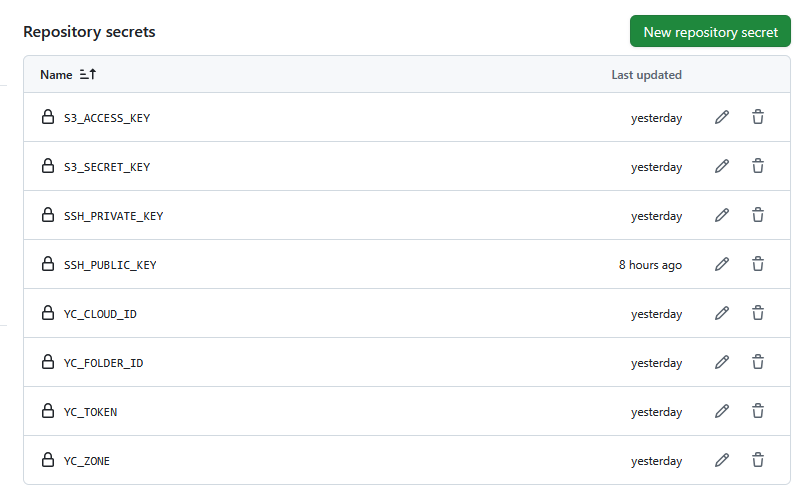 Repository secrets
New repository secret
Name Last updated
S3_ACCESS_KEY yesterday
S3_SECRET_KEY yesterday
SSH_PRIVATE_KEY yesterday
SSH_PUBLIC_KEY 8 hours ago
YC_CLOUD_ID yesterday
YC_FOLDER_ID yesterday
YC_TOKEN yesterday
YC_ZONE yesterday